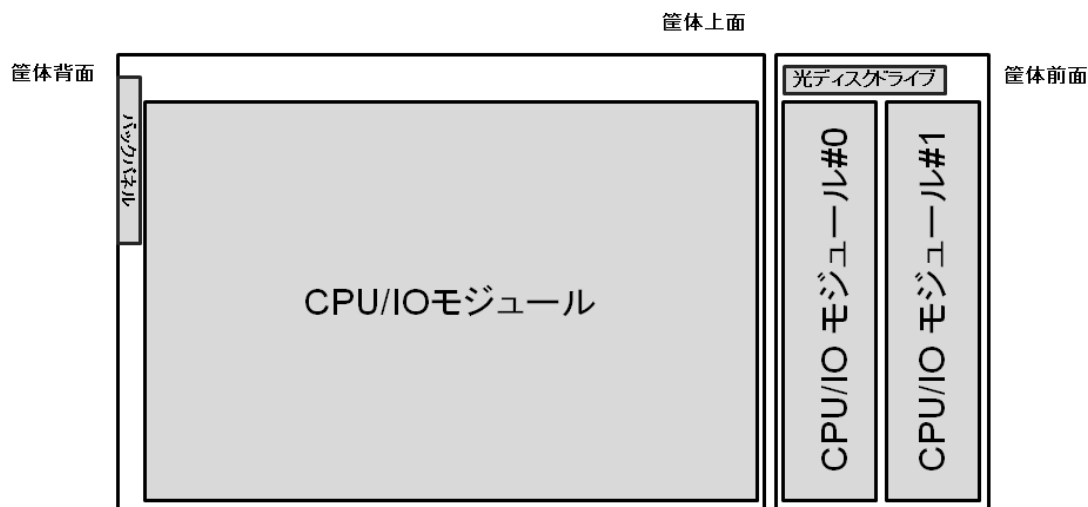 筐体上面
筐体背面
筐体前面
光ディスクドライブ
バックパネル
CPU/IOモジュール
CPU/IO モジュール#0
CPU/IO モジュール#1